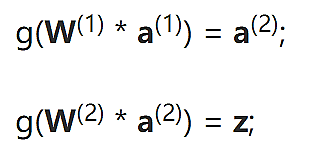 g(W⁽¹⁾ * a⁽¹⁾) = a⁽²⁾;
g(W⁽²⁾ * a⁽²⁾) = z;